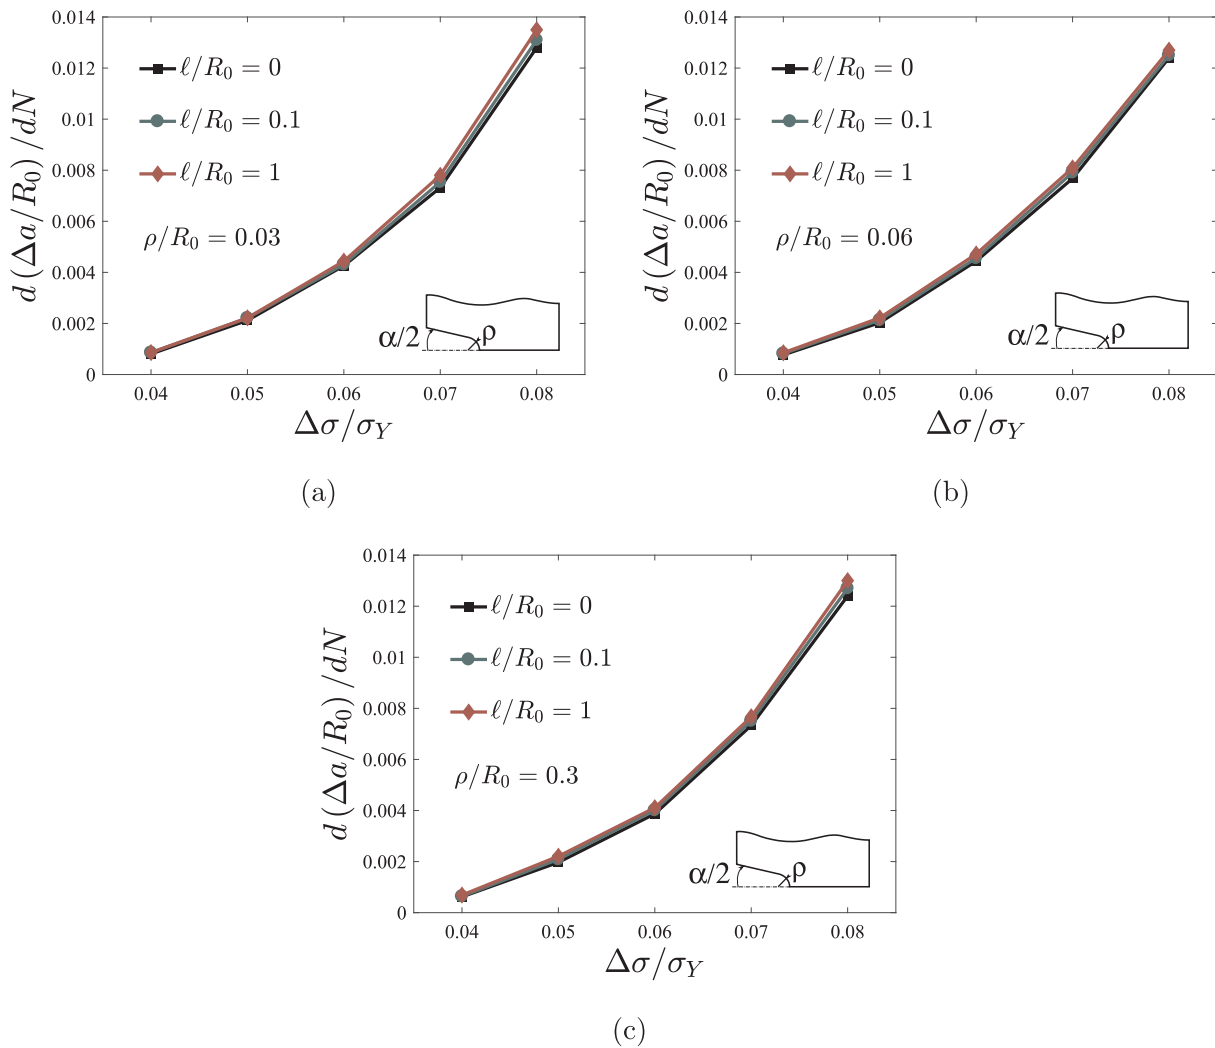 0.014
0.012
0.01
0.008
0.006
0.004
0.002
0
d (Δa/R₀) /dN
ℓ/R₀ = 0
ℓ/R₀ = 0.1
ℓ/R₀ = 1
ρ/R₀ = 0.03
α/2
ρ
0.04 0.05 0.06 0.07 0.08
Δσ/σ_Y
(a)
0.014
0.012
0.01
0.008
0.006
0.004
0.002
0
d (Δa/R₀) /dN
ℓ/R₀ = 0
ℓ/R₀ = 0.1
ℓ/R₀ = 1
ρ/R₀ = 0.06
α/2
ρ
0.04 0.05 0.06 0.07 0.08
Δσ/σ_Y
(b)
0.014
0.012
0.01
0.008
0.006
0.004
0.002
0
d (Δa/R₀) /dN
ℓ/R₀ = 0
ℓ/R₀ = 0.1
ℓ/R₀ = 1
ρ/R₀ = 0.3
α/2
ρ
0.04 0.05 0.06 0.07 0.08
Δσ/σ_Y
(c)